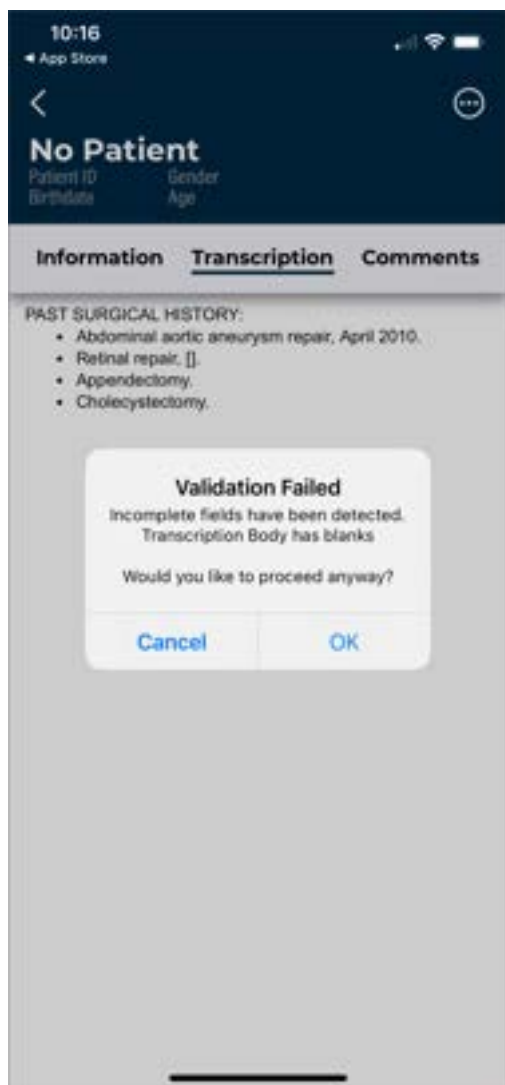 10:16
◀ App Store
No Patient
Patient ID Gender
Birthdate Age
Information Transcription Comments
PAST SURGICAL HISTORY:
• Abdominal aortic aneurysm repair, April 2010.
• Retinal repair, [].
• Appendectomy.
• Cholecystectomy.
Validation Failed
Incomplete fields have been detected.
Transcription Body has blanks
Would you like to proceed anyway?
Cancel OK